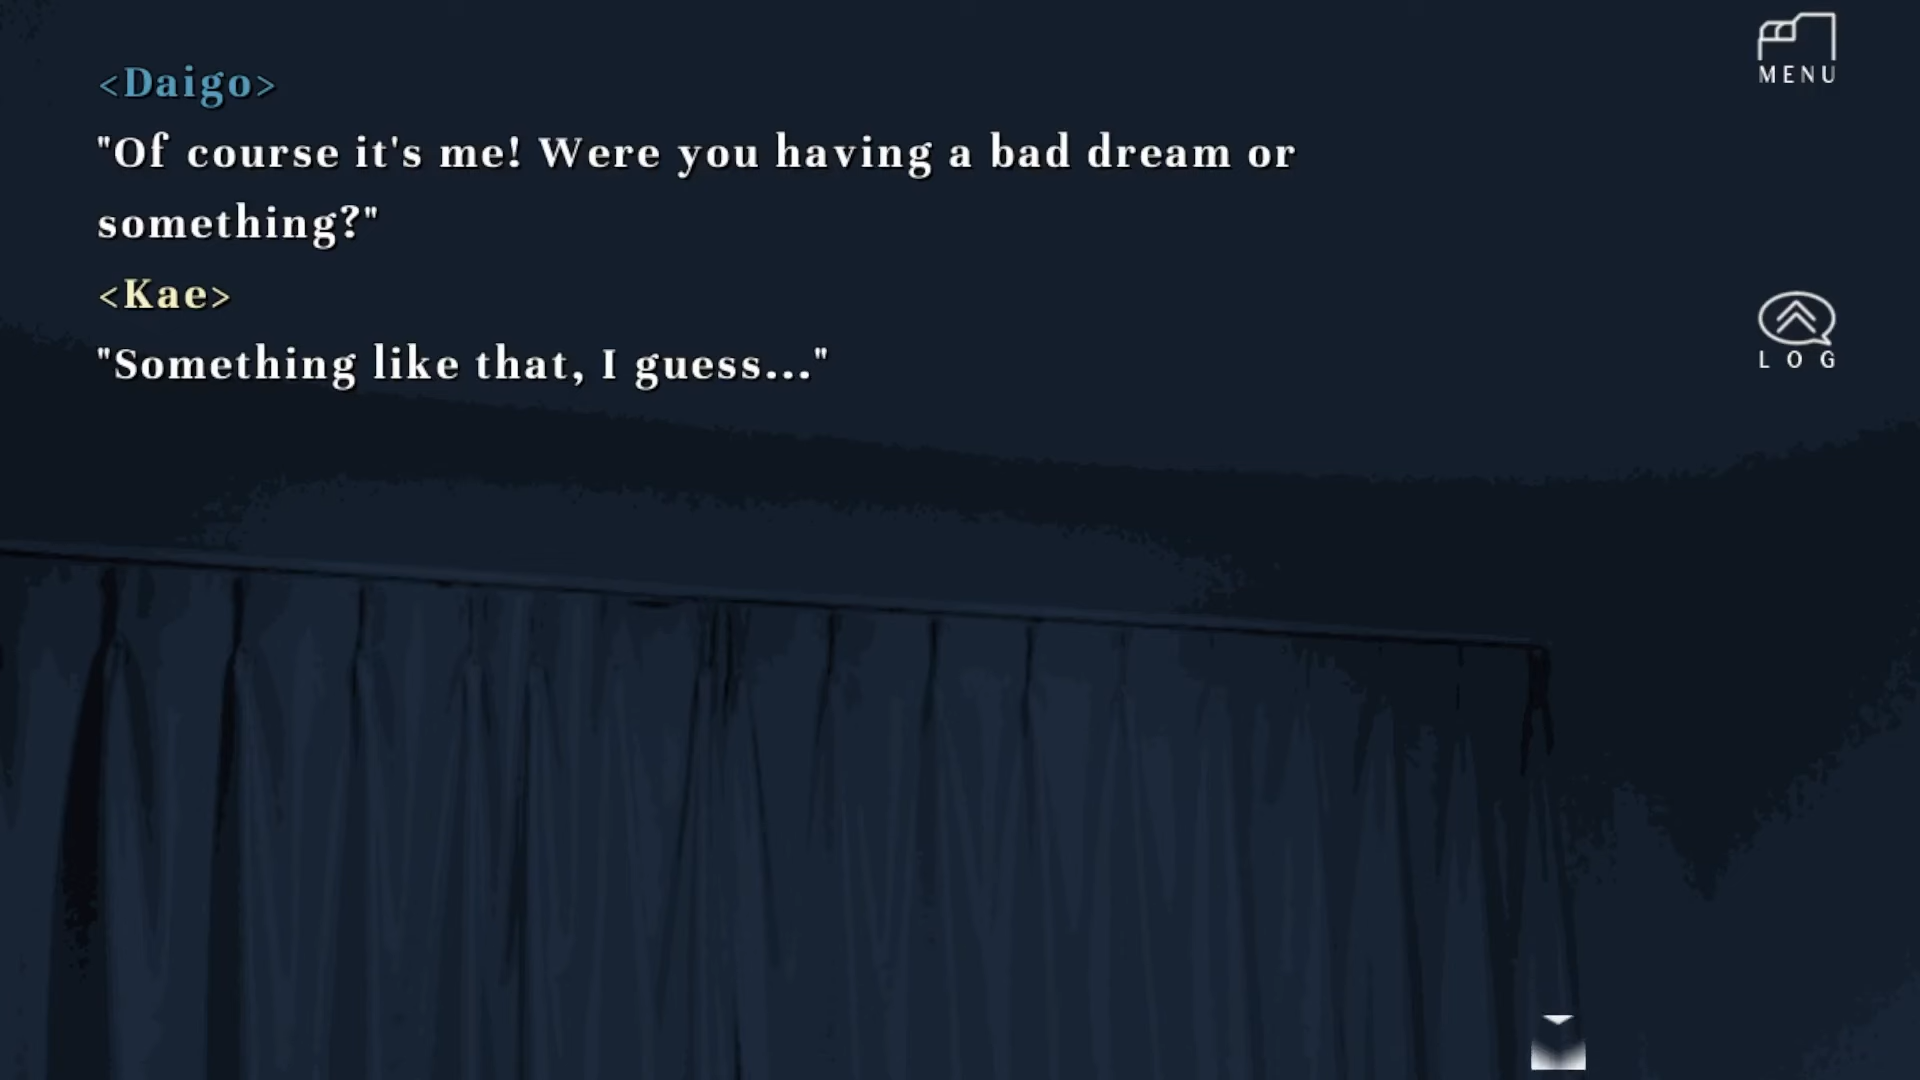 <Daigo>
"Of course it's me! Were you having a bad dream or
something?"
<Kae>
"Something like that, I guess..."
MENU
LOG